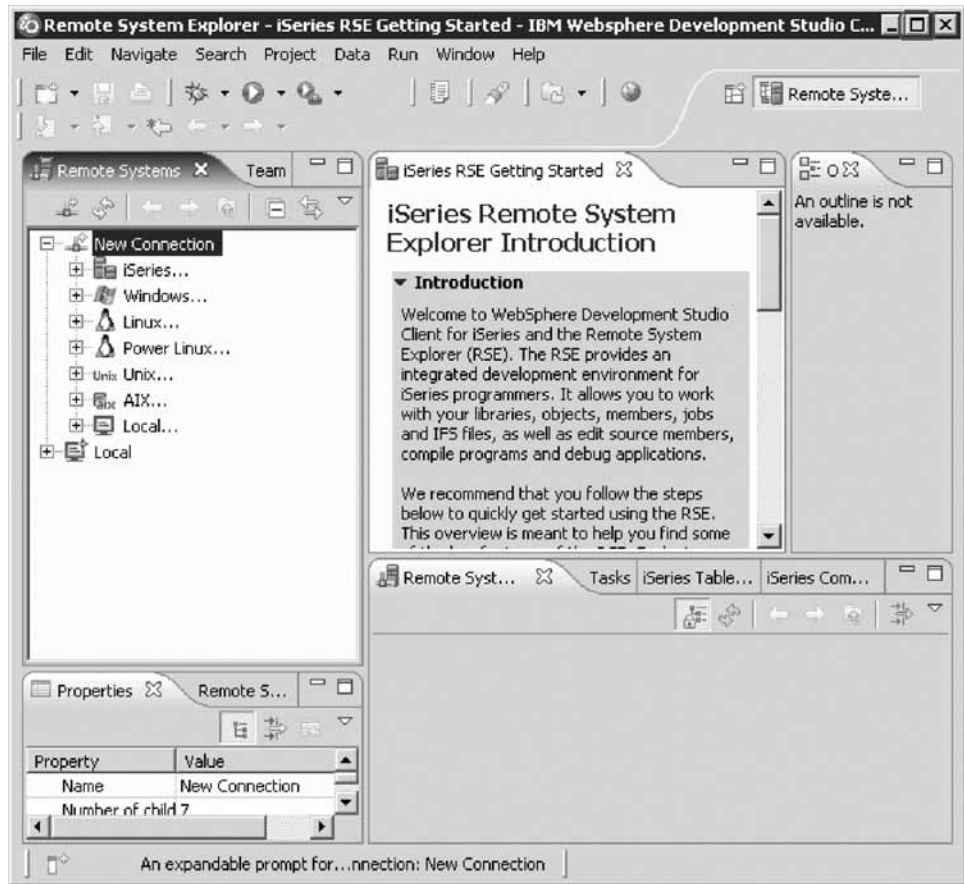 Remote System Explorer - iSeries RSE Getting Started - IBM Websphere Development Studio C...
File Edit Navigate Search Project Data Run Window Help
Remote Syste...
Remote Systems Team
New Connection
iSeries...
Windows...
Linux...
Power Linux...
Unix Unix...
aix AIX...
Local...
Local
iSeries RSE Getting Started
iSeries Remote System
Explorer Introduction
Introduction
Welcome to WebSphere Development Studio
Client for iSeries and the Remote System
Explorer (RSE). The RSE provides an
integrated development environment for
iSeries programmers. It allows you to work
with your libraries, objects, members, jobs
and IFS files, as well as edit source members,
compile programs and debug applications.
We recommend that you follow the steps
below to quickly get started using the RSE.
This overview is meant to help you find some
O
An outline is not
available.
Remote Syst... Tasks iSeries Table... iSeries Com...
Properties Remote S...
Property Value
Name New Connection
Number of child 7
An expandable prompt for...nnection: New Connection